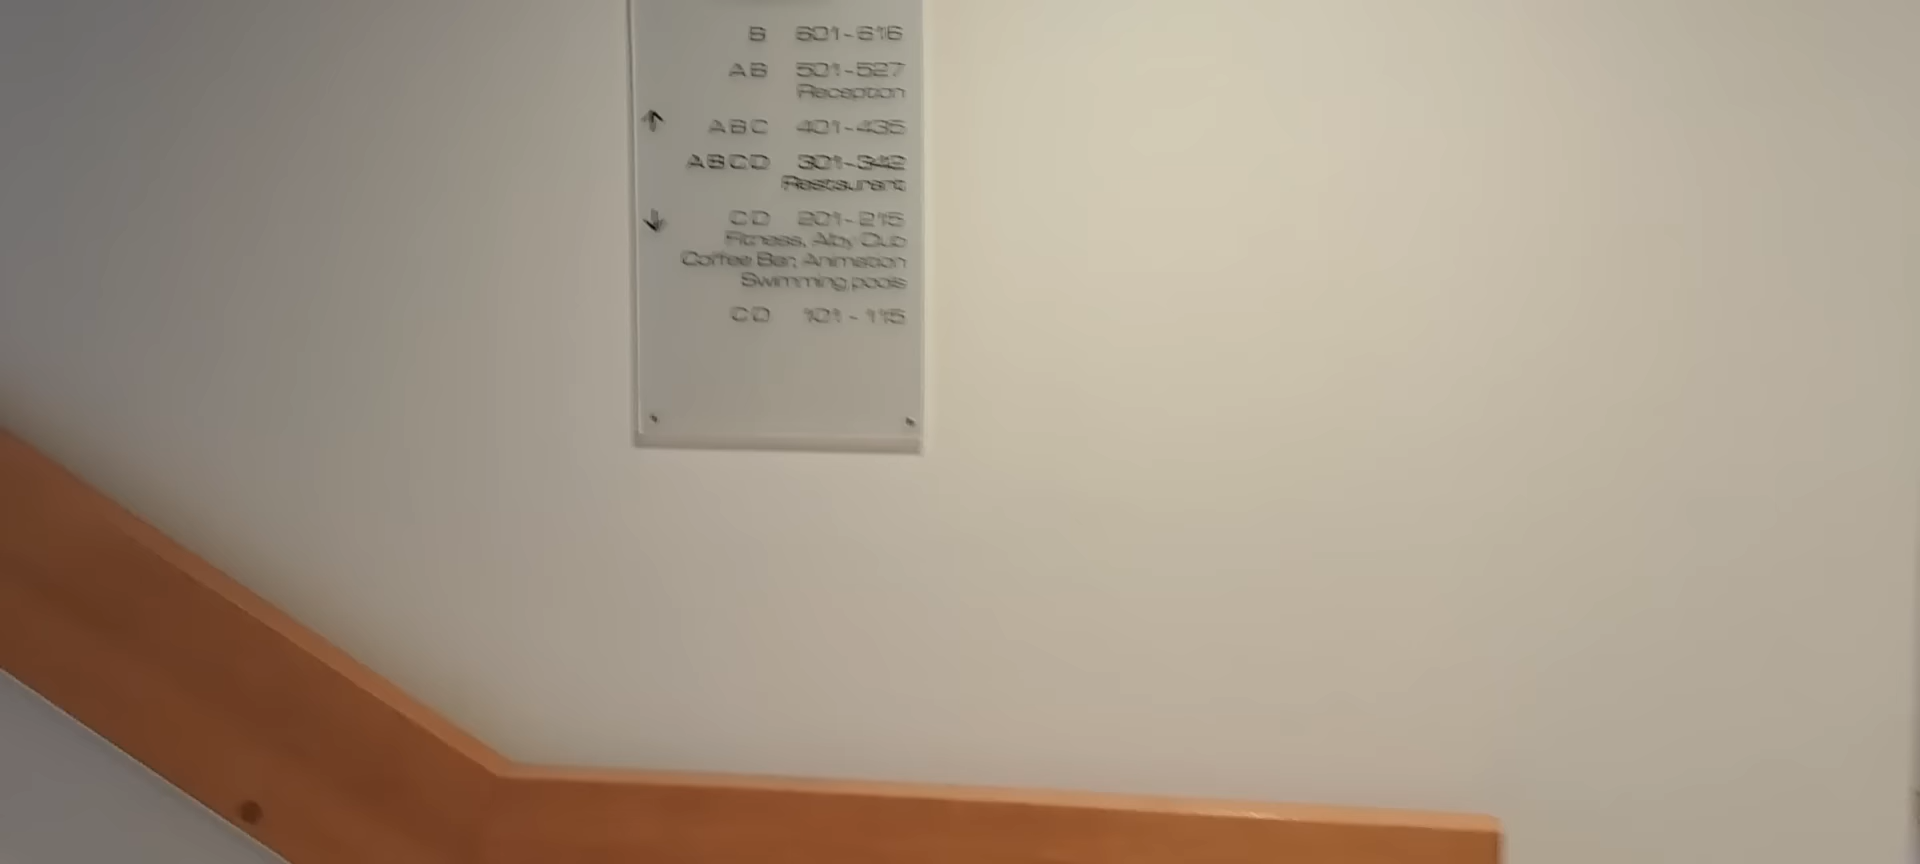 B 601-616
AB 501-527
Reception
↑
ABC 401-435
ABCD 301-342
Restaurant
↓
CD 201-215
Fitness, Alby Club
Coffee Bar, Animation
Swimming pools
CD 101 - 115